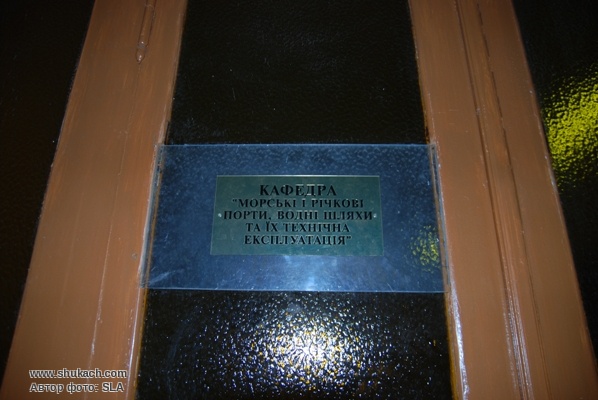 КАФЕДРА
"МОРСЬКІ І РІЧКОВІ
ПОРТИ, ВОДНІ ШЛЯХИ
ТА ЇХ ТЕХНІЧНА
ЕКСПЛУАТАЦІЯ"
www.shukach.com
Автор фото: SLA